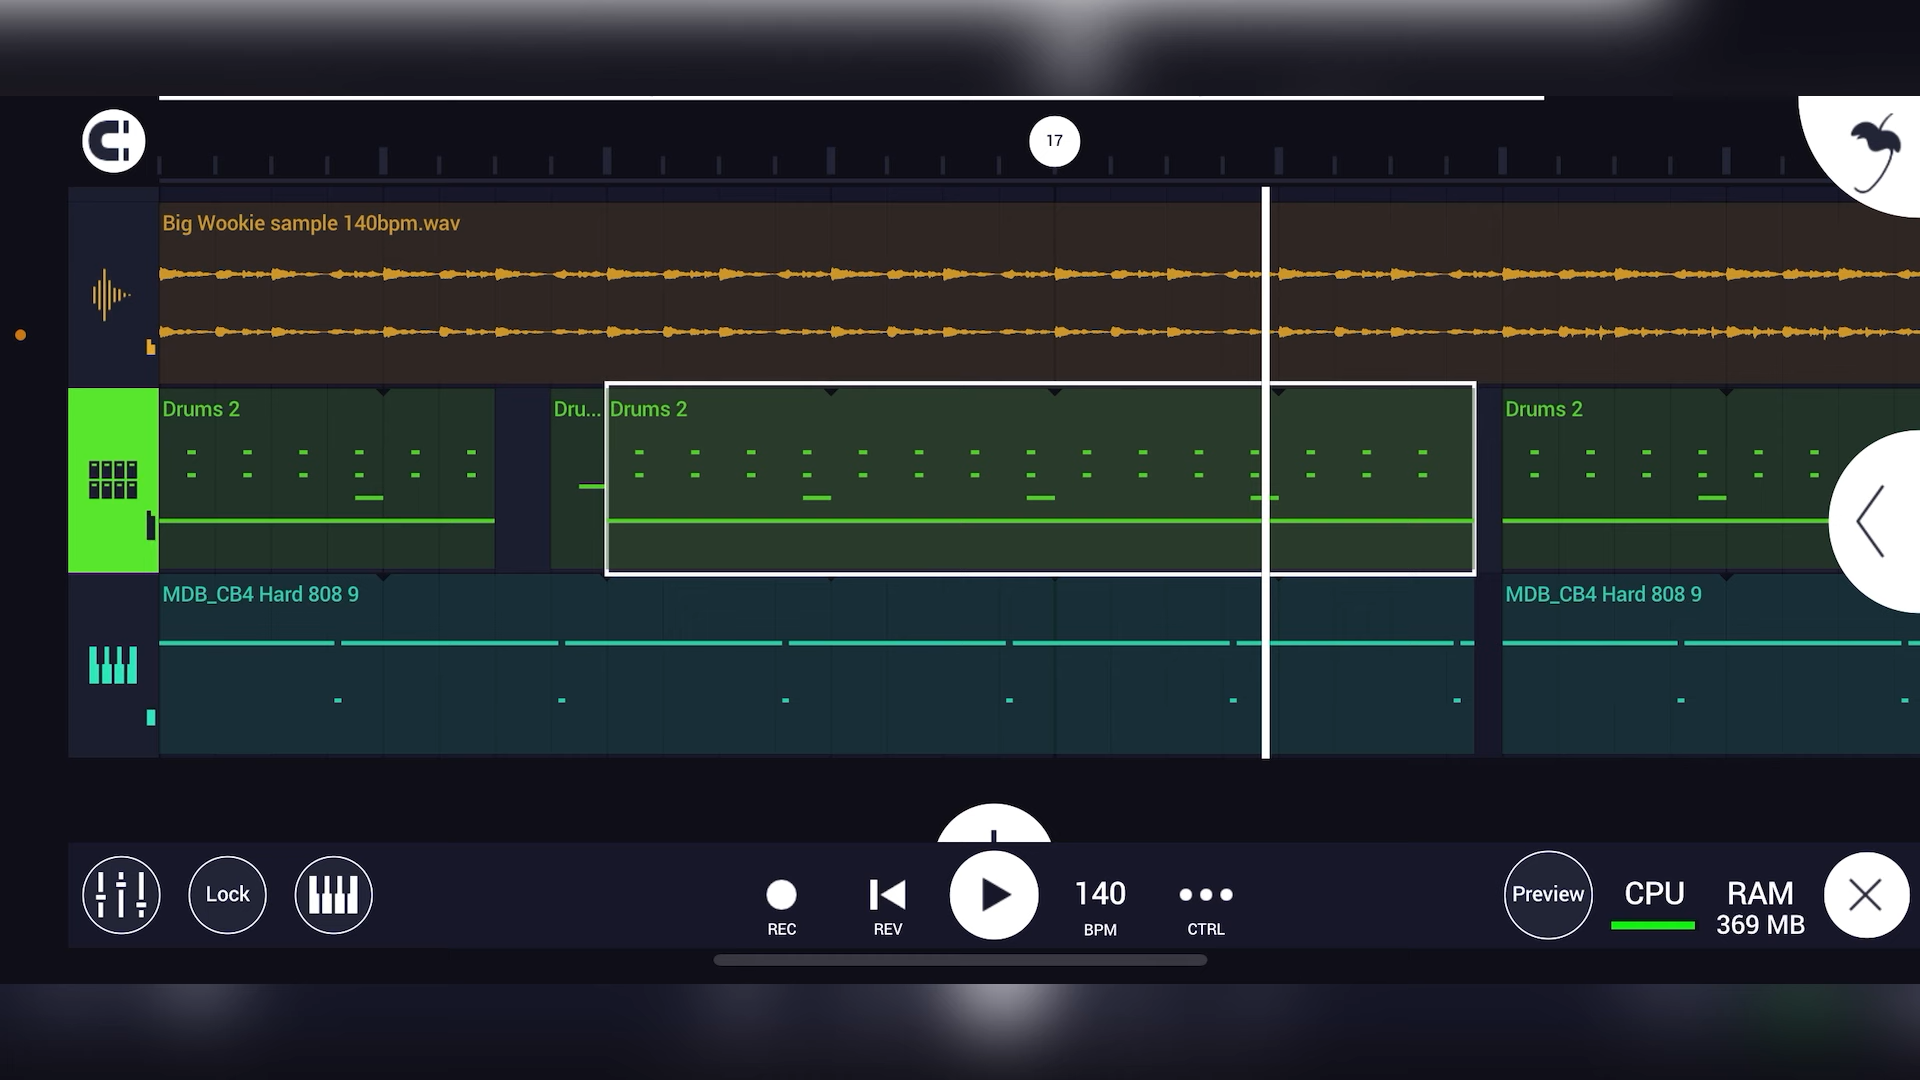 17
Big Wookie sample 140bpm.wav
Drums 2
Dru...
Drums 2
Drums 2
MDB_CB4 Hard 808 9
MDB_CB4 Hard 808 9
Lock
REC
REV
140
BPM
CTRL
Preview
CPU
RAM
369 MB